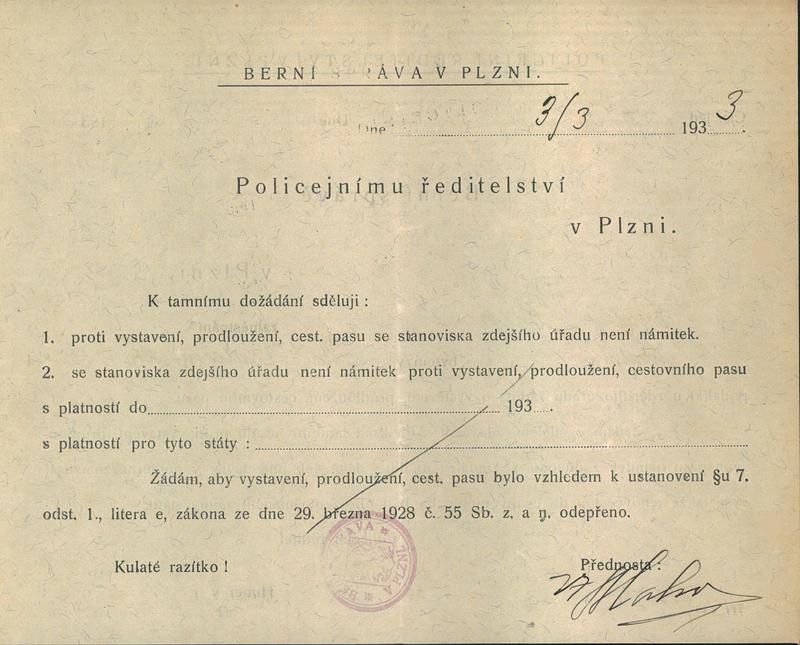 BERNÍ SPRÁVA V PLZNI.
Dne 3/3 1933.
Policejnímu ředitelství
v Plzni.
K tamnímu dožádání sděluji :
1. proti vystavení, prodloužení, cest. pasu se stanoviska zdejšího úřadu není námitek.
2. se stanoviska zdejšího úřadu není námitek proti vystavení, prodloužení, cestovního pasu
s platností do 193 .
s platností pro tyto státy :
Žádám, aby vystavení, prodloužení, cest. pasu bylo vzhledem k ustanovení §u 7.
odst. 1., litera e, zákona ze dne 29. března 1928 č. 55 Sb. z. a n. odepřeno.
Kulaté razítko !
Přednosta :
V PLZNI